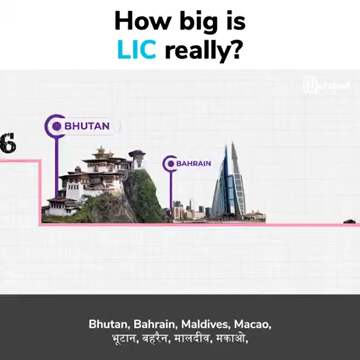 How big is
LIC really?
6
BHUTAN
BAHRAIN
Bhutan, Bahrain, Maldives, Macao,
भूटान, बहरैन, मालदीव, मकाओ,